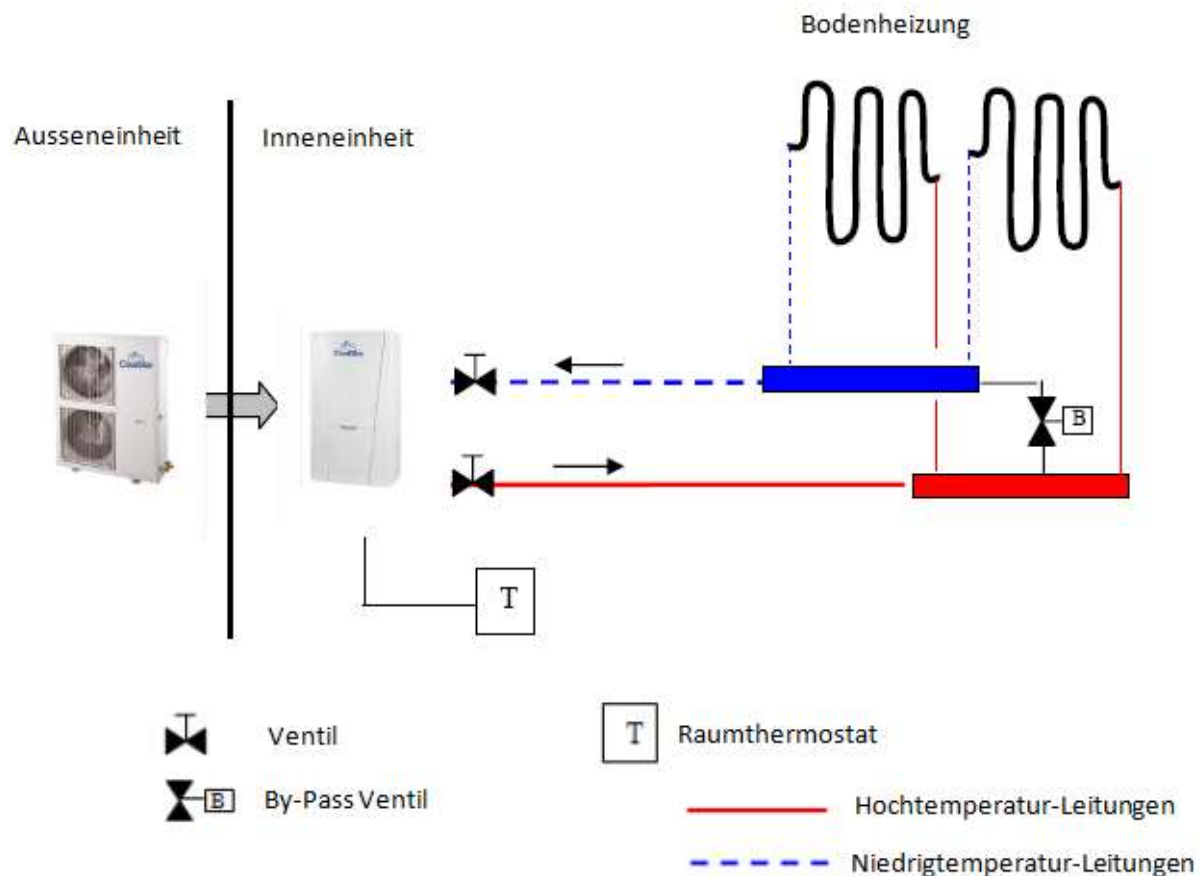 Bodenheizung
Ausseneinheit
Inneneinheit
B
T
Ventil
T
Raumthermostat
B
By-Pass Ventil
Hochtemperatur-Leitungen
Niedrigtemperatur-Leitungen